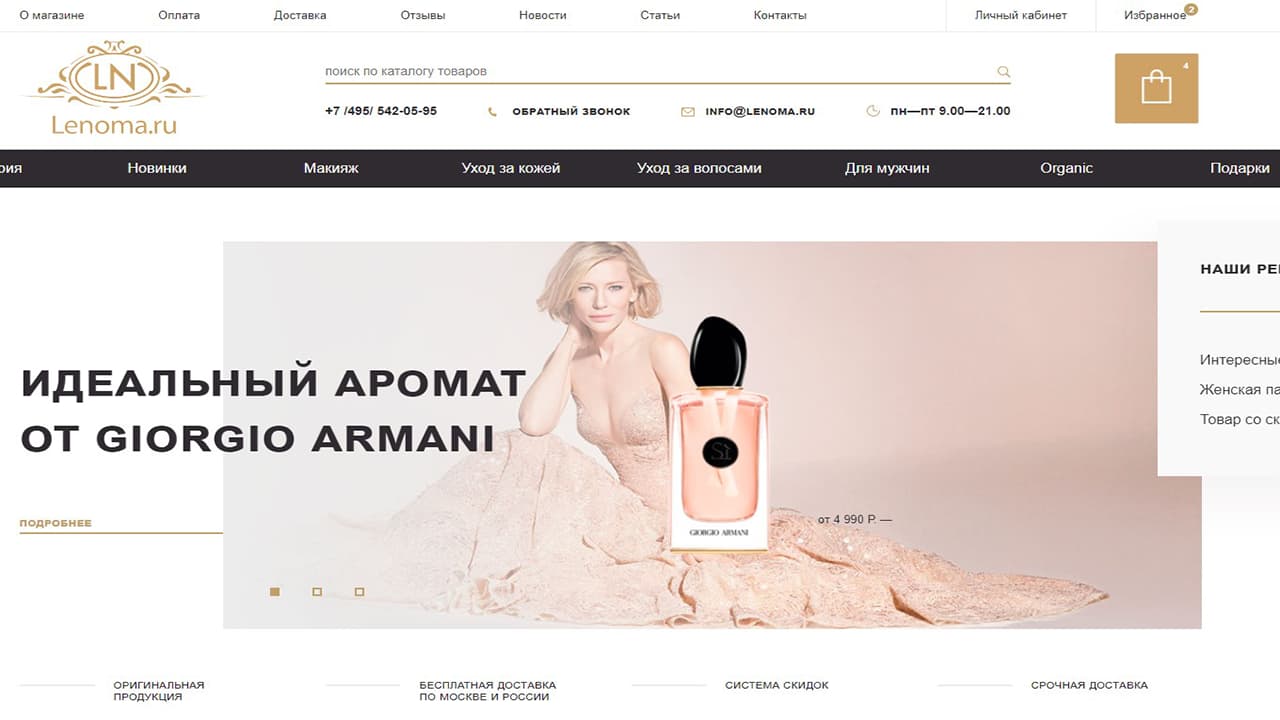 О магазине
Оплата
Доставка
Отзывы
Новости
Статьи
Контакты
Личный кабинет
Избранное
2
LN
Lenoma.ru
поиск по каталогу товаров
4
+7 /495/ 542-05-95
ОБРАТНЫЙ ЗВОНОК
INFO@LENOMA.RU
ПН—ПТ 9.00—21.00
рия
Новинки
Макияж
Уход за кожей
Уход за волосами
Для мужчин
Organic
Подарки
НАШИ РЕ
Интересны
Женская па
Товар со ск
ИДЕАЛЬНЫЙ АРОМАТ
ОТ GIORGIO ARMANI
Sì
GIORGIO ARMANI
ПОДРОБНЕЕ
от 4 990 Р. —
ОРИГИНАЛЬНАЯ
ПРОДУКЦИЯ
БЕСПЛАТНАЯ ДОСТАВКА
ПО МОСКВЕ И РОССИИ
СИСТЕМА СКИДОК
СРОЧНАЯ ДОСТАВКА